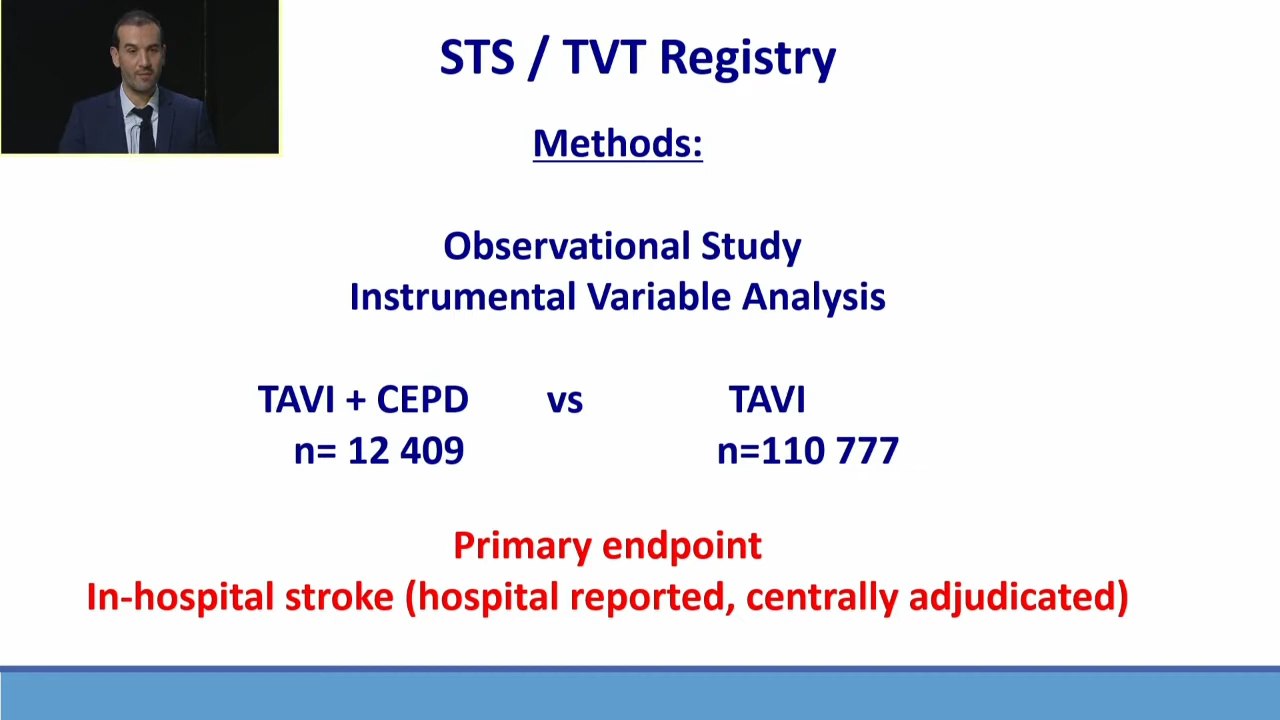 STS / TVT Registry
Methods:
Observational Study
Instrumental Variable Analysis
TAVI + CEPD vs TAVI
n= 12 409 n=110 777
Primary endpoint
In-hospital stroke (hospital reported, centrally adjudicated)